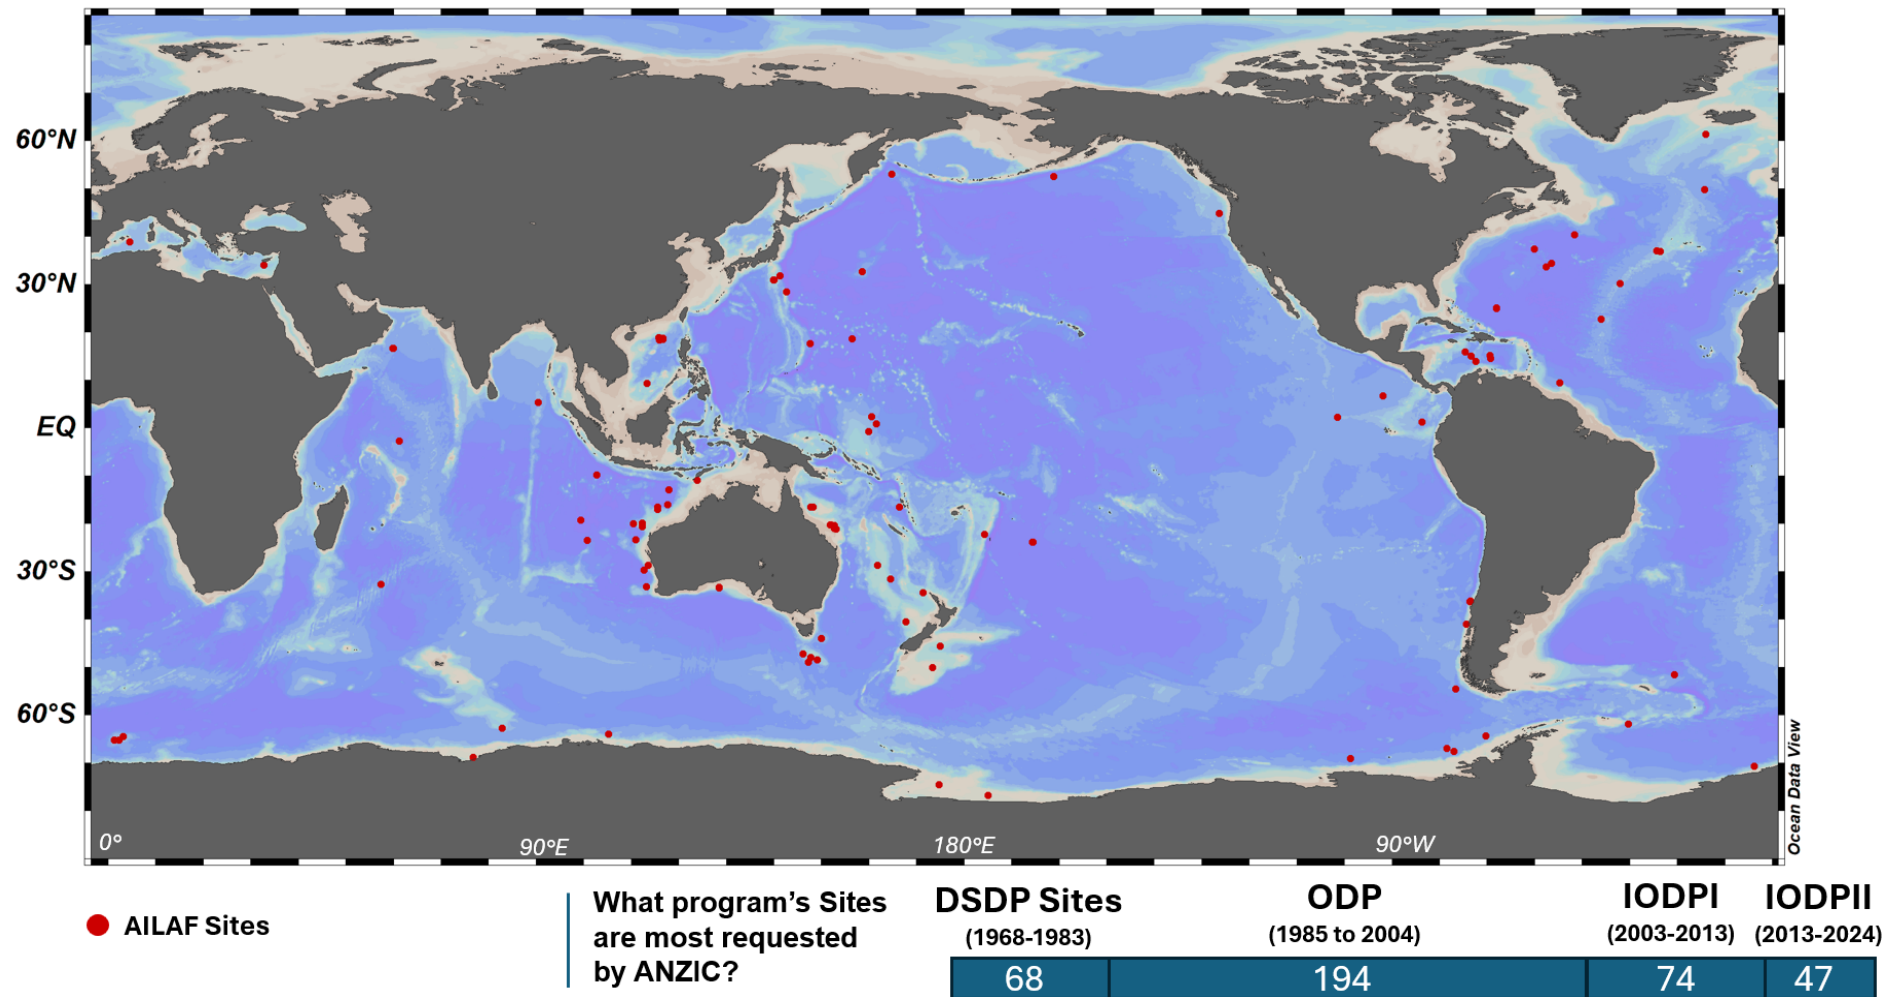 60°N
30°N
EQ
30°S
60°S
0°
90°E
180°E
90°W
Ocean Data View
AILAF Sites
What program's Sites
are most requested
by ANZIC?
DSDP Sites
(1968-1983)
68
ODP
(1985 to 2004)
194
IODPI
(2003-2013)
74
IODPII
(2013-2024)
47